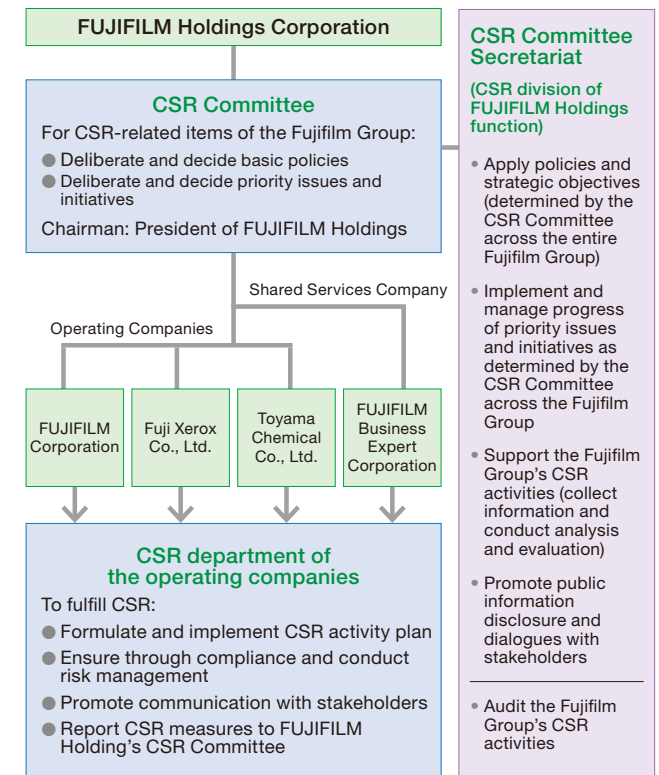 FUJIFILM Holdings Corporation
CSR Committee
For CSR-related items of the Fujifilm Group:
● Deliberate and decide basic policies
● Deliberate and decide priority issues and
initiatives
Chairman: President of FUJIFILM Holdings
Shared Services Company
Operating Companies
FUJIFILM
Corporation
Fuji Xerox
Co., Ltd.
Toyama
Chemical
Co., Ltd.
FUJIFILM
Business
Expert
Corporation
CSR department of
the operating companies
To fulfill CSR:
● Formulate and implement CSR activity plan
● Ensure through compliance and conduct
risk management
● Promote communication with stakeholders
● Report CSR measures to FUJIFILM
Holding's CSR Committee
CSR Committee
Secretariat
(CSR division of
FUJIFILM Holdings
function)
• Apply policies and
strategic objectives
(determined by the
CSR Committee
across the entire
Fujifilm Group)
• Implement and
manage progress
of priority issues
and initiatives as
determined by the
CSR Committee
across the Fujifilm
Group
• Support the Fujifilm
Group's CSR
activities (collect
information and
conduct analysis
and evaluation)
• Promote public
information
disclosure and
dialogues with
stakeholders
• Audit the Fujifilm
Group's CSR
activities